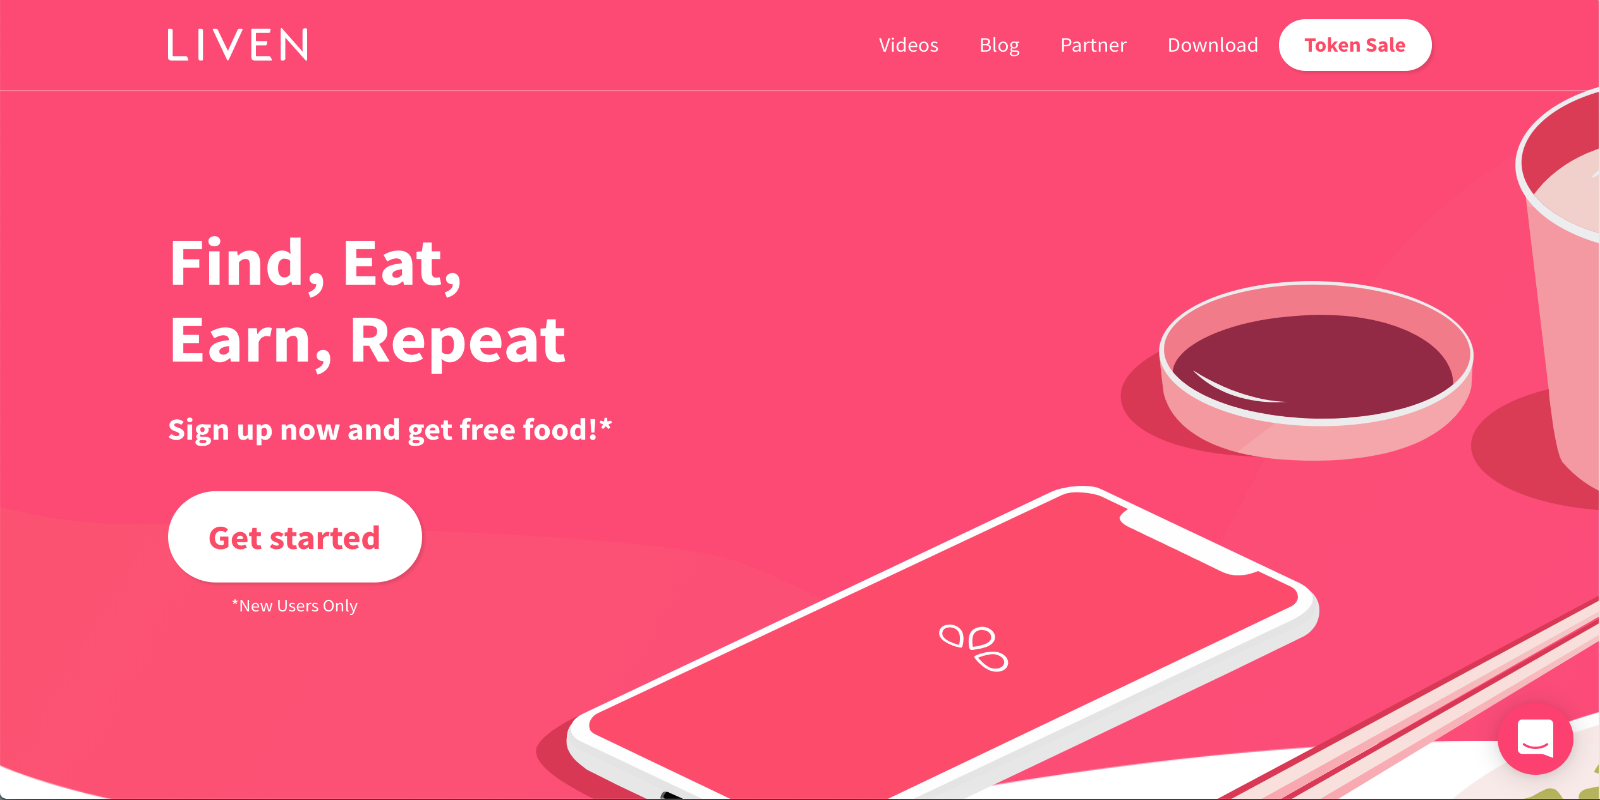 LIVEN
Videos Blog Partner Download Token Sale
Find, Eat,
Earn, Repeat
Sign up now and get free food!*
Get started
*New Users Only